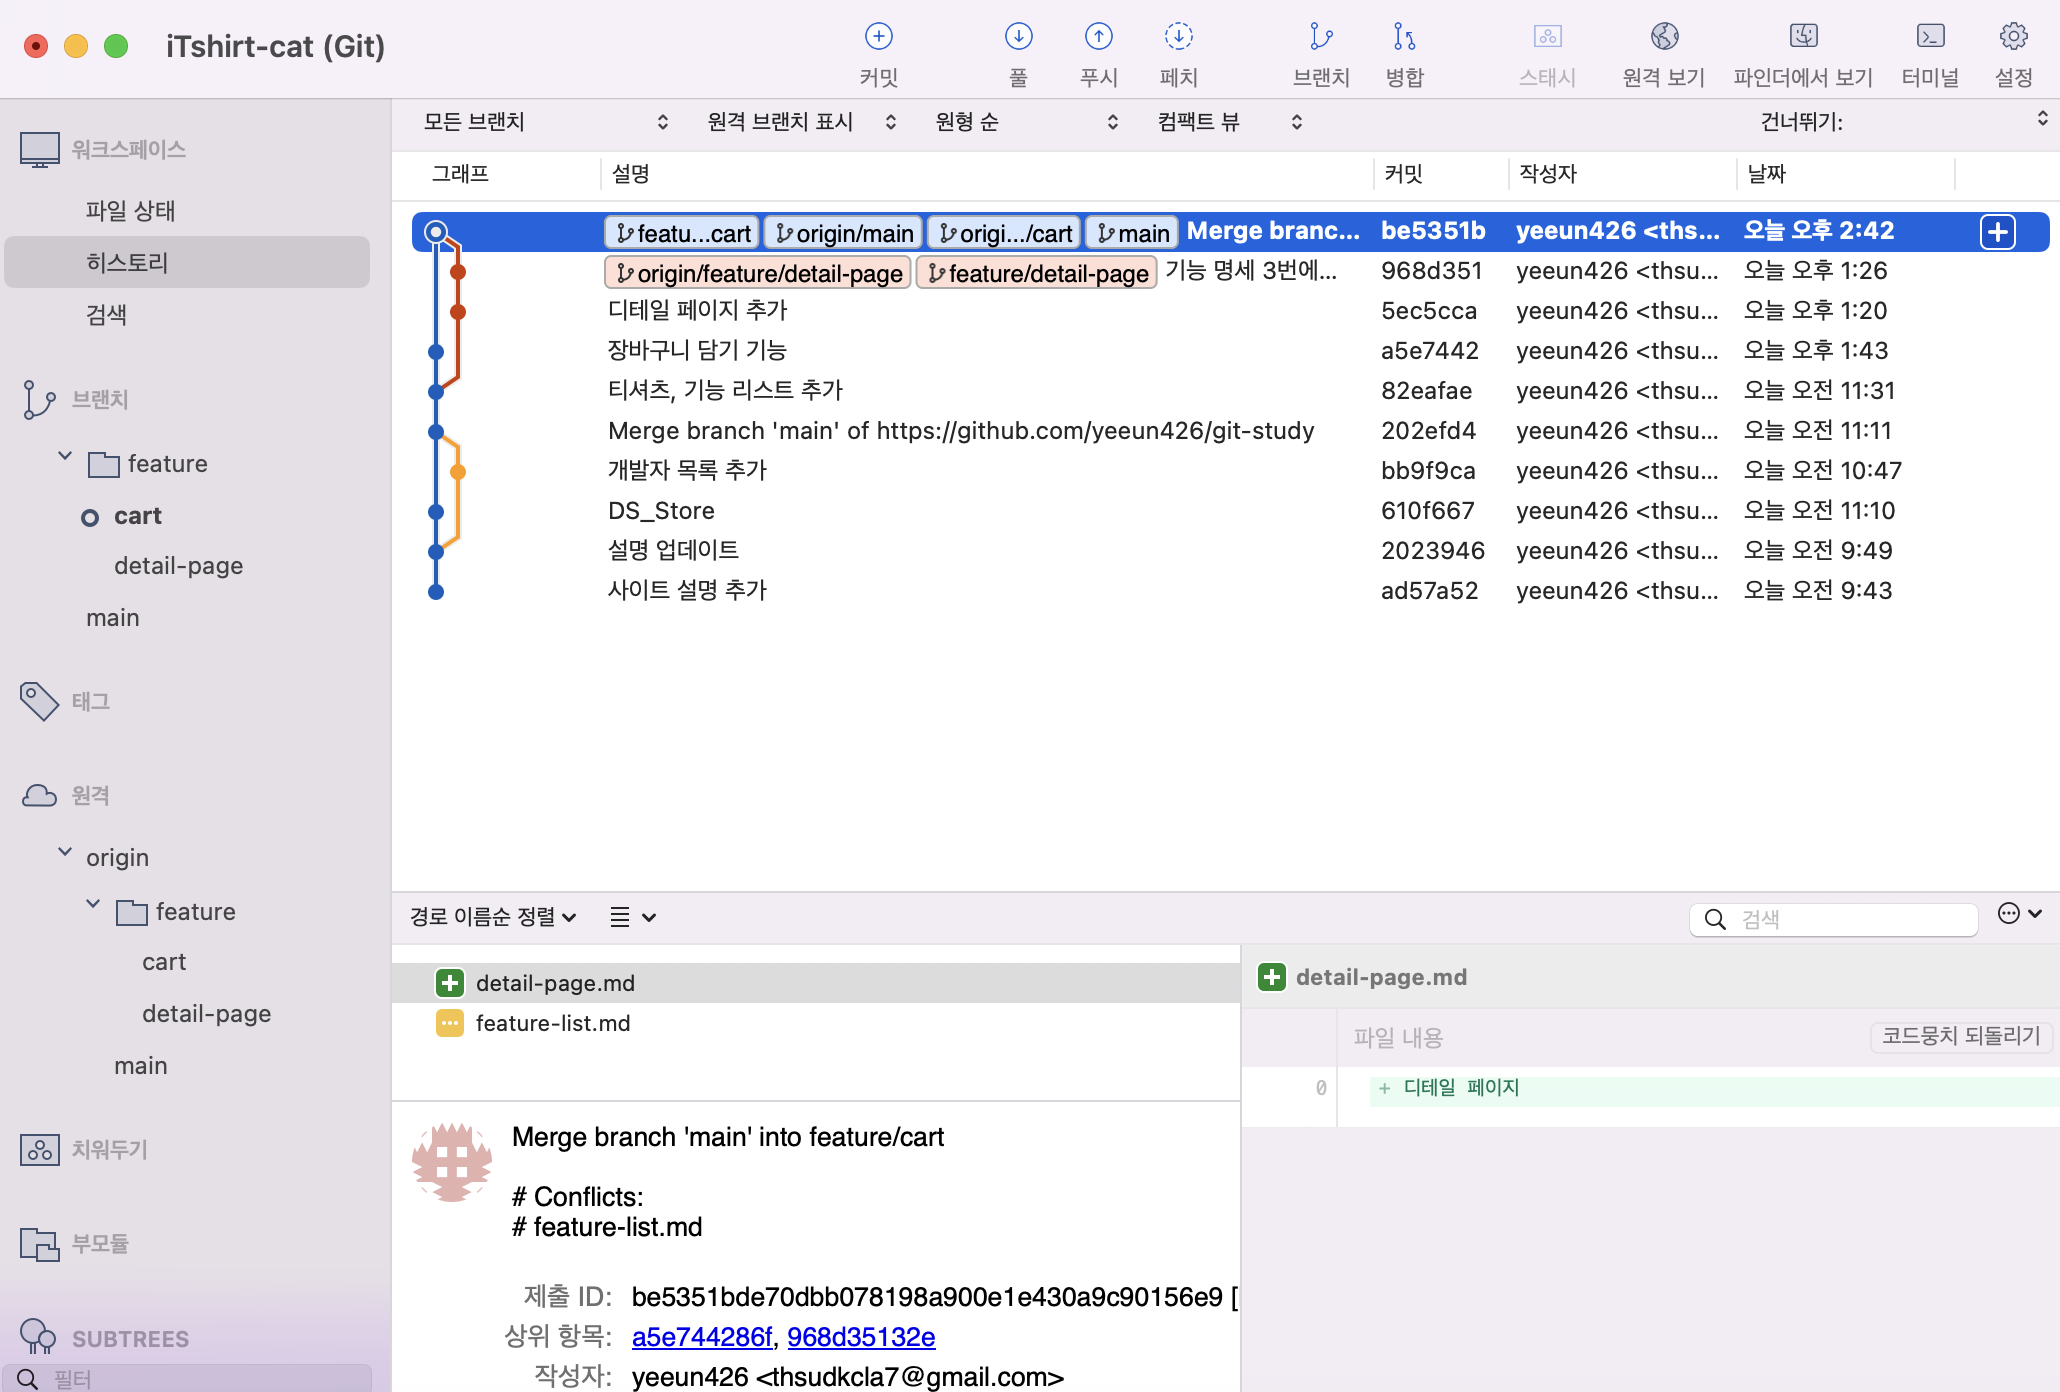 iTshirt-cat (Git)
커밋 풀 푸시 페치 브랜치 병합 스태시 원격 보기 파인더에서 보기 터미널 설정
워크스페이스
파일 상태
히스토리
검색
브랜치
feature
cart
detail-page
main
태그
원격
origin
feature
cart
detail-page
main
치워두기
부모듈
SUBTREES
필터
모든 브랜치 원격 브랜치 표시 원형 순 컴팩트 뷰 건너뛰기:
그래프 설명 커밋 작성자 날짜
featu...cart origin/main origi.../cart main Merge branc... be5351b yeeun426 <ths... 오늘 오후 2:42
origin/feature/detail-page feature/detail-page 기능 명세 3번에... 968d351 yeeun426 <thsu... 오늘 오후 1:26
디테일 페이지 추가 5ec5cca yeeun426 <thsu... 오늘 오후 1:20
장바구니 담기 기능 a5e7442 yeeun426 <thsu... 오늘 오후 1:43
티셔츠, 기능 리스트 추가 82eafae yeeun426 <thsu... 오늘 오전 11:31
Merge branch 'main' of https://github.com/yeeun426/git-study 202efd4 yeeun426 <thsu... 오늘 오전 11:11
개발자 목록 추가 bb9f9ca yeeun426 <thsu... 오늘 오전 10:47
DS_Store 610f667 yeeun426 <thsu... 오늘 오전 11:10
설명 업데이트 2023946 yeeun426 <thsu... 오늘 오전 9:49
사이트 설명 추가 ad57a52 yeeun426 <thsu... 오늘 오전 9:43
경로 이름순 정렬 검색
detail-page.md
feature-list.md
Merge branch 'main' into feature/cart
# Conflicts:
# feature-list.md
제출 ID: be5351bde70dbb078198a900e1e430a9c90156e9 [
상위 항목: a5e744286f, 968d35132e
작성자: yeeun426 <thsudkcla7@gmail.com>
detail-page.md
파일 내용 코드뭉치 되돌리기
0 + 디테일 페이지